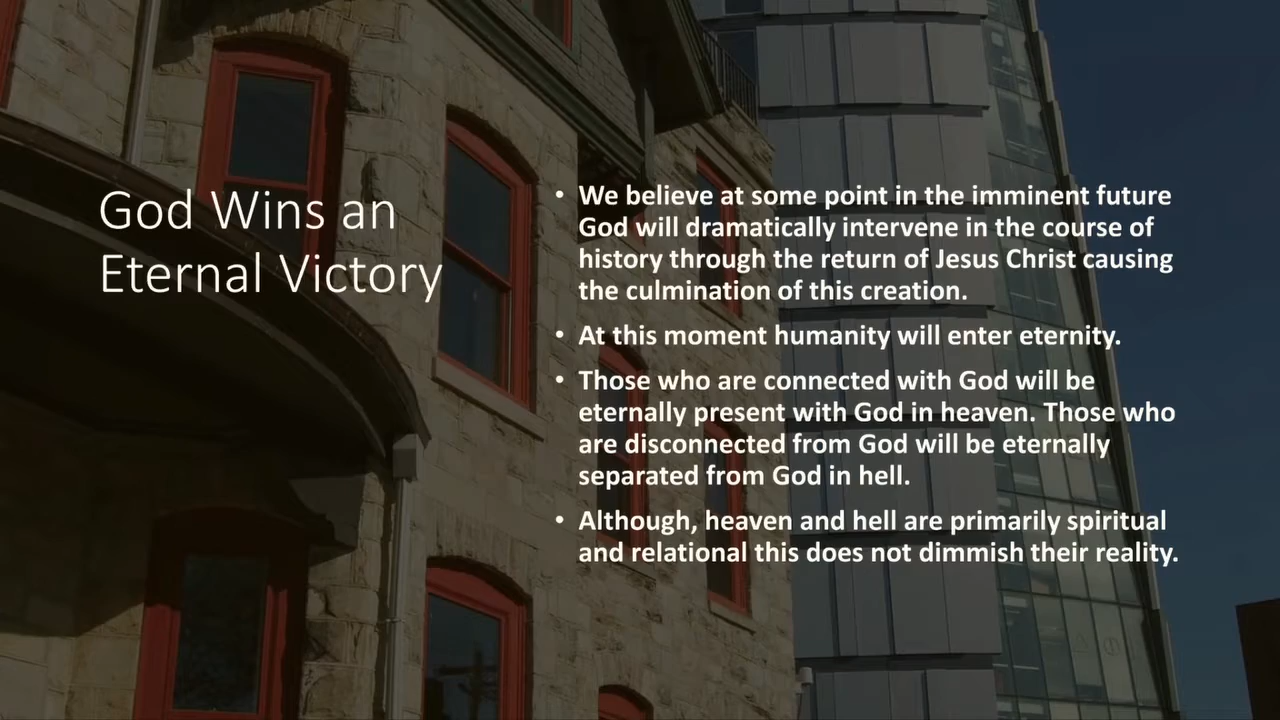 God Wins an
Eternal Victory
• We believe at some point in the imminent future
God will dramatically intervene in the course of
history through the return of Jesus Christ causing
the culmination of this creation.
• At this moment humanity will enter eternity.
• Those who are connected with God will be
eternally present with God in heaven. Those who
are disconnected from God will be eternally
separated from God in hell.
• Although, heaven and hell are primarily spiritual
and relational this does not dimmish their reality.